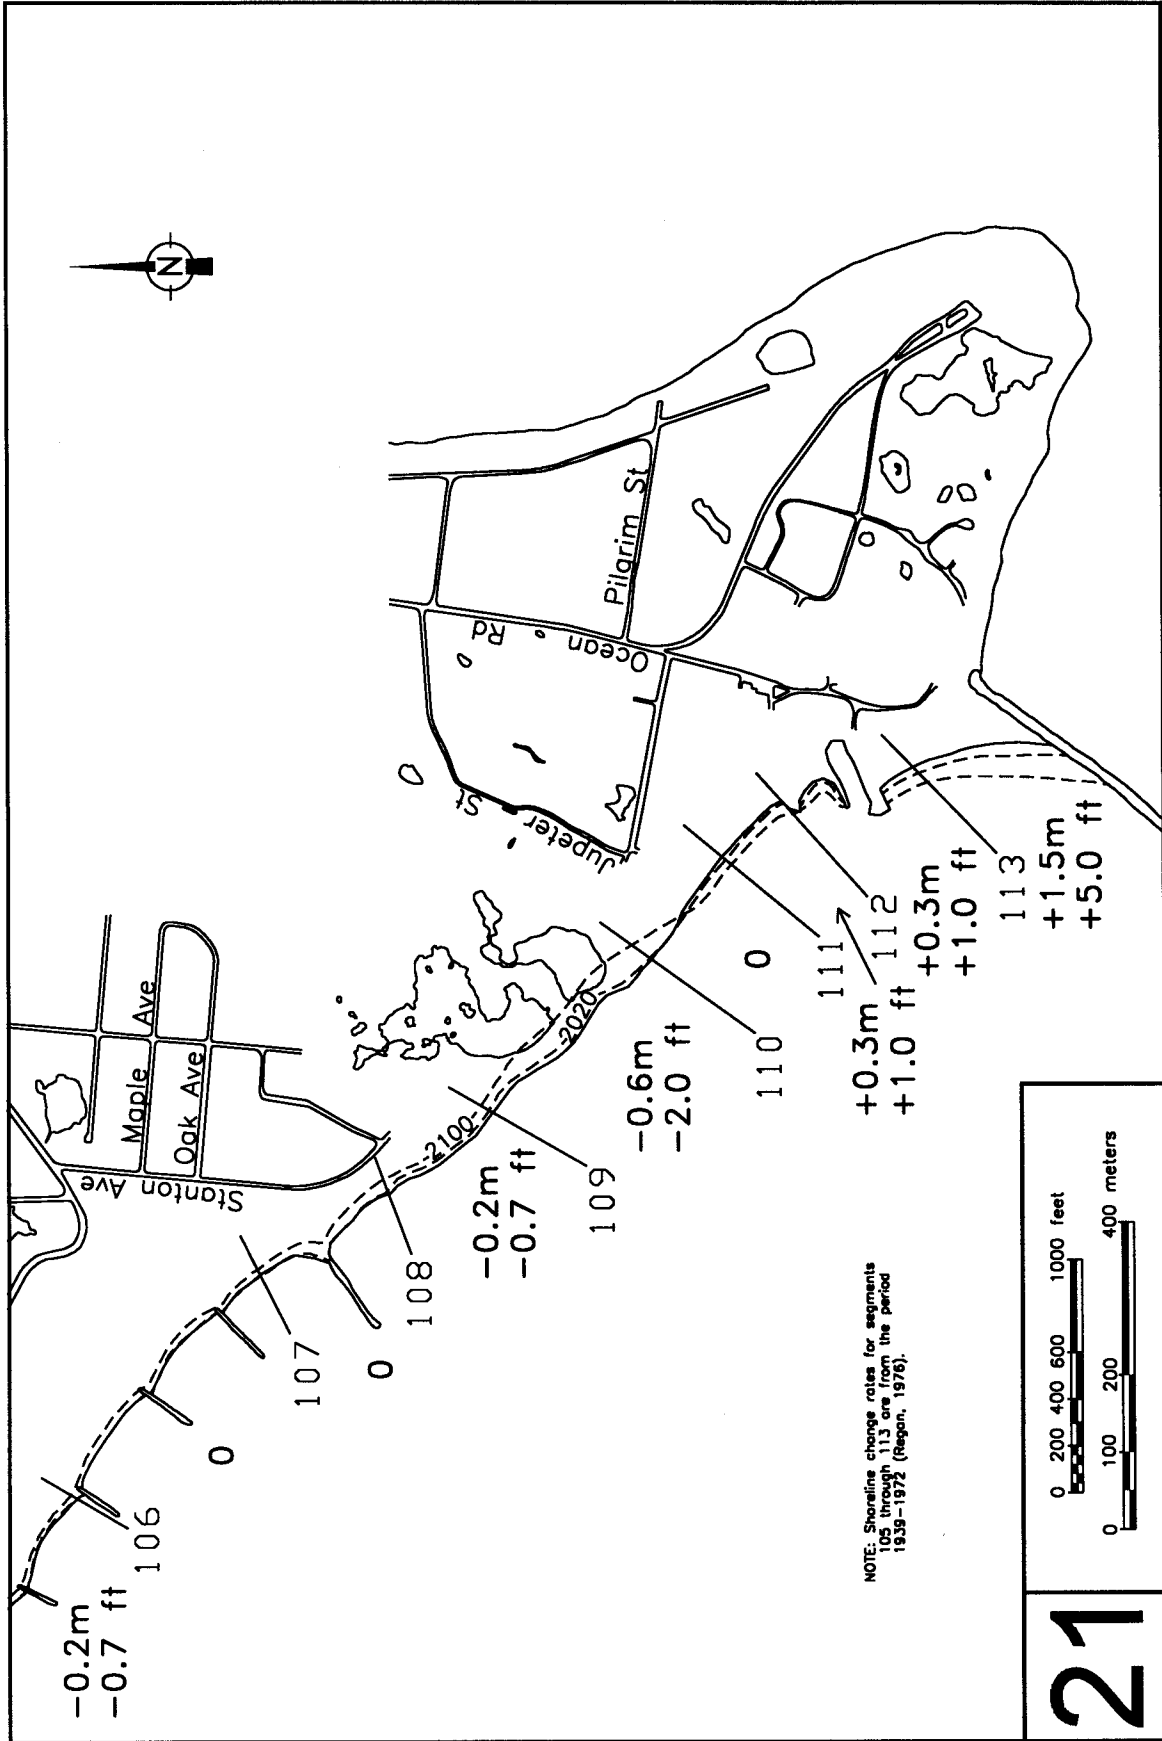 N
Maple Ave
Oak Ave
Stanton Ave
Jupeter St
Ocean Rd
Pilgrim St
2100
2020
-0.2m
-0.7 ft
106
0
107
0
108
-0.2m
-0.7 ft
109
-0.6m
-2.0 ft
110
0
111
+0.3m
+1.0 ft
112
+0.3m
+1.0 ft
113
+1.5m
+5.0 ft
NOTE: Shoreline change rates for segments
105 through 113 are from the period
1939-1972 (Regan, 1976).
0 200 400 600 1000 feet
0 100 200 400 meters
21